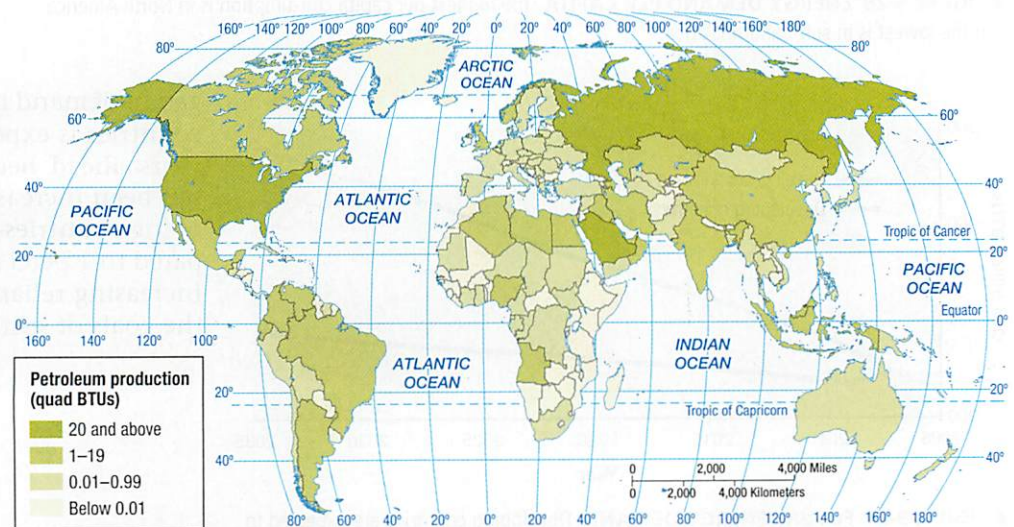 160° 140° 120° 100° 80° 60° 40° 20° 0° 20° 40° 60° 80° 100° 120° 140° 160° 180°
80° 80°
ARCTIC
OCEAN
60° 60°
40° 40°
PACIFIC
OCEAN
ATLANTIC
OCEAN
Tropic of Cancer
20° 20°
PACIFIC
OCEAN
Equator
0° 0°
160° 140° 120° 100°
INDIAN
OCEAN
ATLANTIC
OCEAN
20° 20°
Tropic of Capricorn
40° 40°
Petroleum production
(quad BTUs)
20 and above
1–19
0.01–0.99
Below 0.01
0 2,000 4,000 Miles
0 2,000 4,000 Kilometers
80° 60° 40° 20° 0° 20° 40° 60° 80° 100° 120° 140° 160° 180°